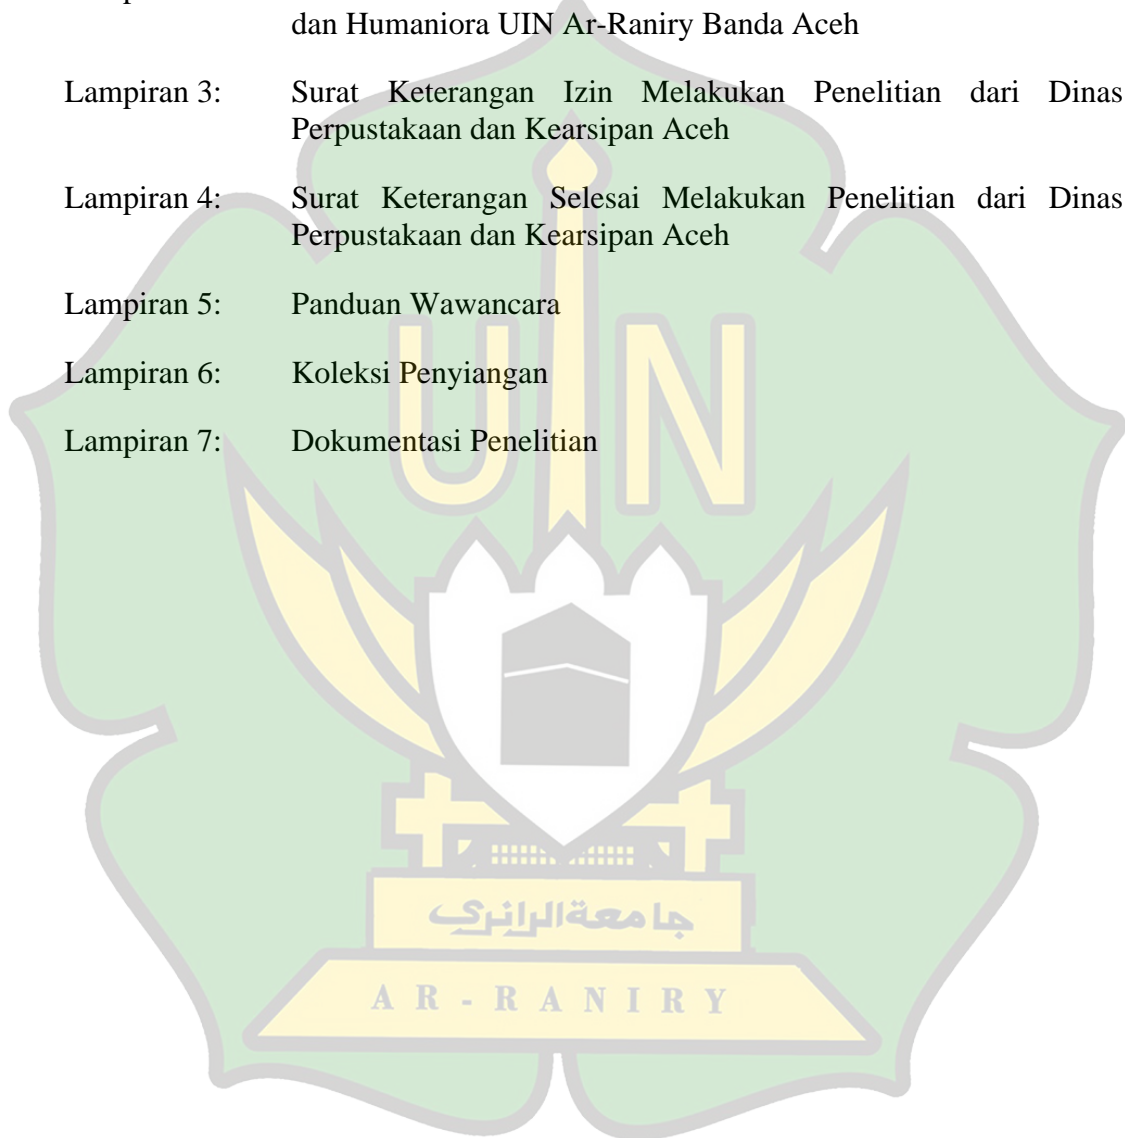 dan Humaniora UIN Ar-Raniry Banda Aceh
Lampiran 3: Surat Keterangan Izin Melakukan Penelitian dari Dinas
Perpustakaan dan Kearsipan Aceh
Lampiran 4: Surat Keterangan Selesai Melakukan Penelitian dari Dinas
Perpustakaan dan Kearsipan Aceh
Lampiran 5: Panduan Wawancara
Lampiran 6: Koleksi Penyiangan
Lampiran 7: Dokumentasi Penelitian
UIN
جامعة الرانري
AR-RANIRY